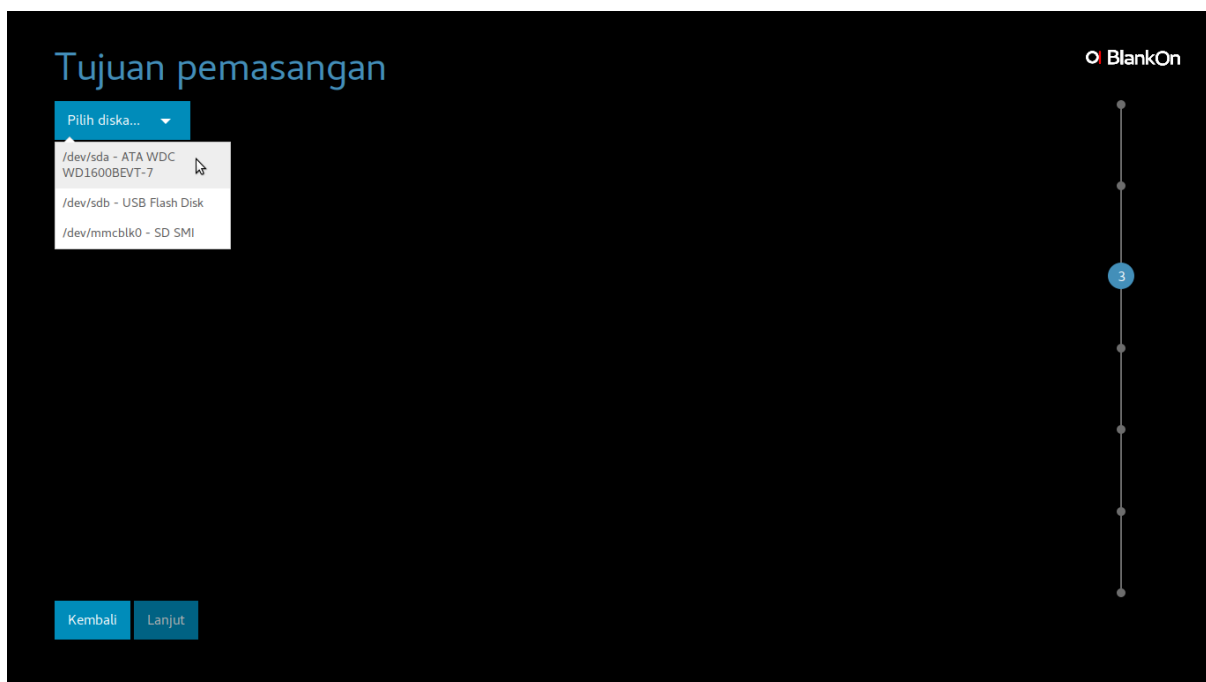 Tujuan pemasangan
BlankOn
Pilih diska...
/dev/sda - ATA WDC
WD1600BEVT-7
/dev/sdb - USB Flash Disk
/dev/mmcblk0 - SD SMI
3
Kembali
Lanjut